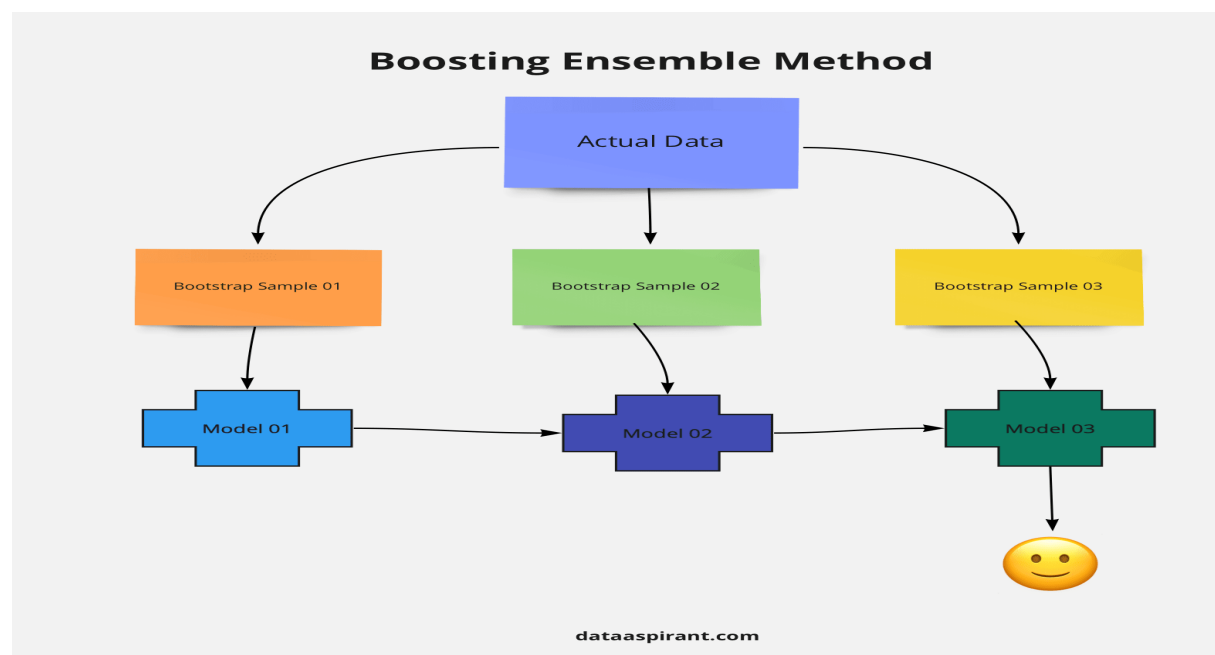 Boosting Ensemble Method
Actual Data
Bootstrap Sample 01
Bootstrap Sample 02
Bootstrap Sample 03
Model 01
Model 02
Model 03
dataaspirant.com